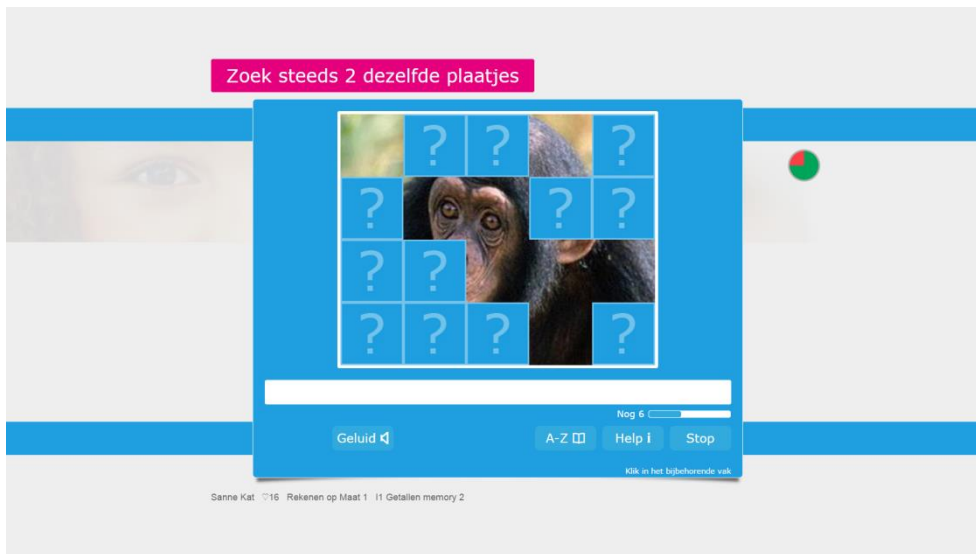 Zoek steeds 2 dezelfde plaatjes
? ? ?
? ? ?
? ?
? ? ? ?
Nog 6
Geluid A-Z Help i Stop
Klik in het bijbehorende vak
Sanne Kat ♡16 Rekenen op Maat 1 I1 Getallen memory 2